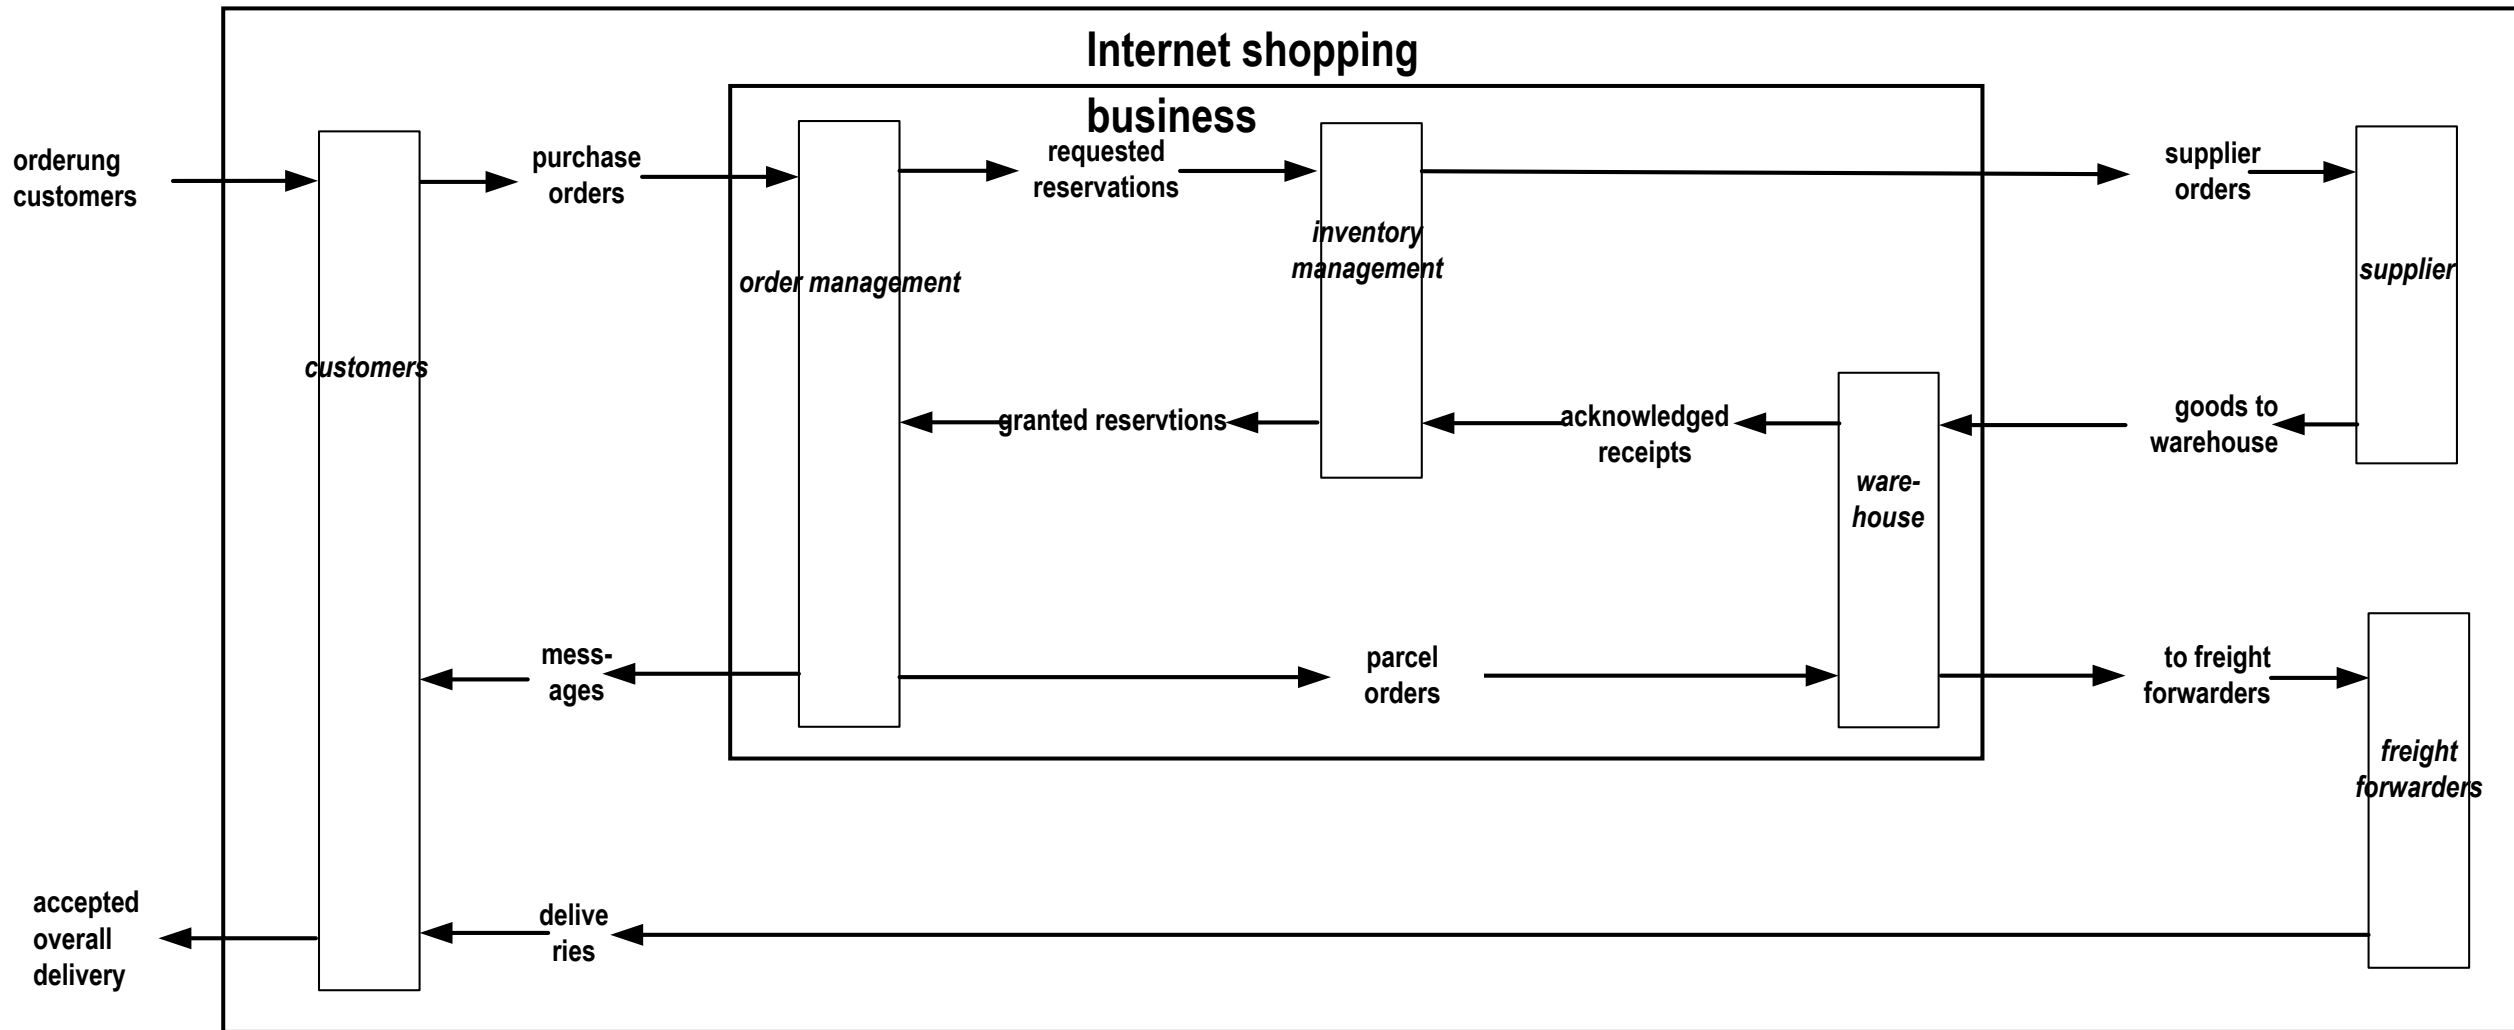 Internet shopping
business
orderung
customers
purchase
orders
requested
reservations
supplier
orders
inventory
management
order management
supplier
customers
granted reservtions
acknowledged
receipts
goods to
warehouse
ware-
house
mess-
ages
parcel
orders
to freight
forwarders
freight
forwarders
accepted
overall
delivery
delive
ries